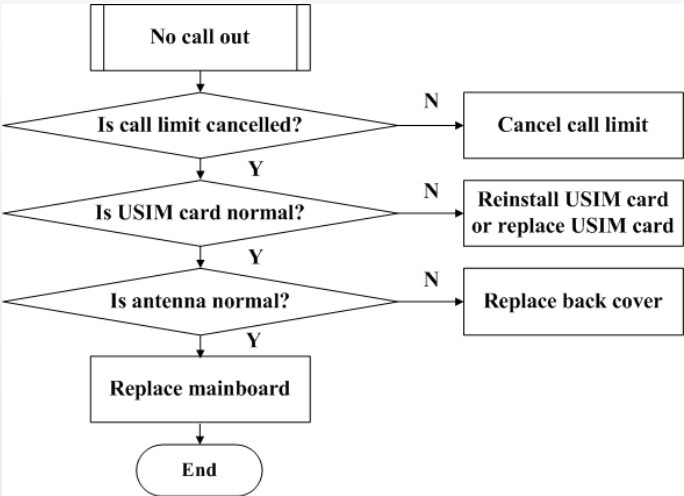 No call out
N
Is call limit cancelled?
Cancel call limit
Y
N
Is USIM card normal?
Reinstall USIM card
or replace USIM card
Y
N
Is antenna normal?
Replace back cover
Y
Replace mainboard
End